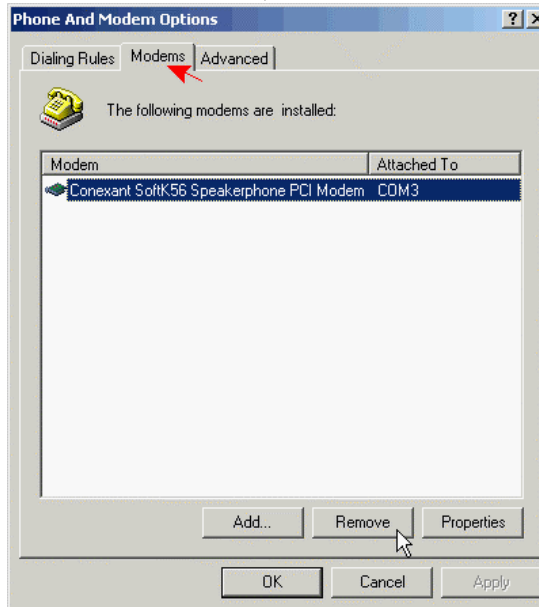 Phone And Modem Options
Dialing Rules Modems Advanced
The following modems are installed:
Modem Attached To
Conexant SoftK56 Speakerphone PCI Modem COM3
Add... Remove Properties
OK Cancel Apply